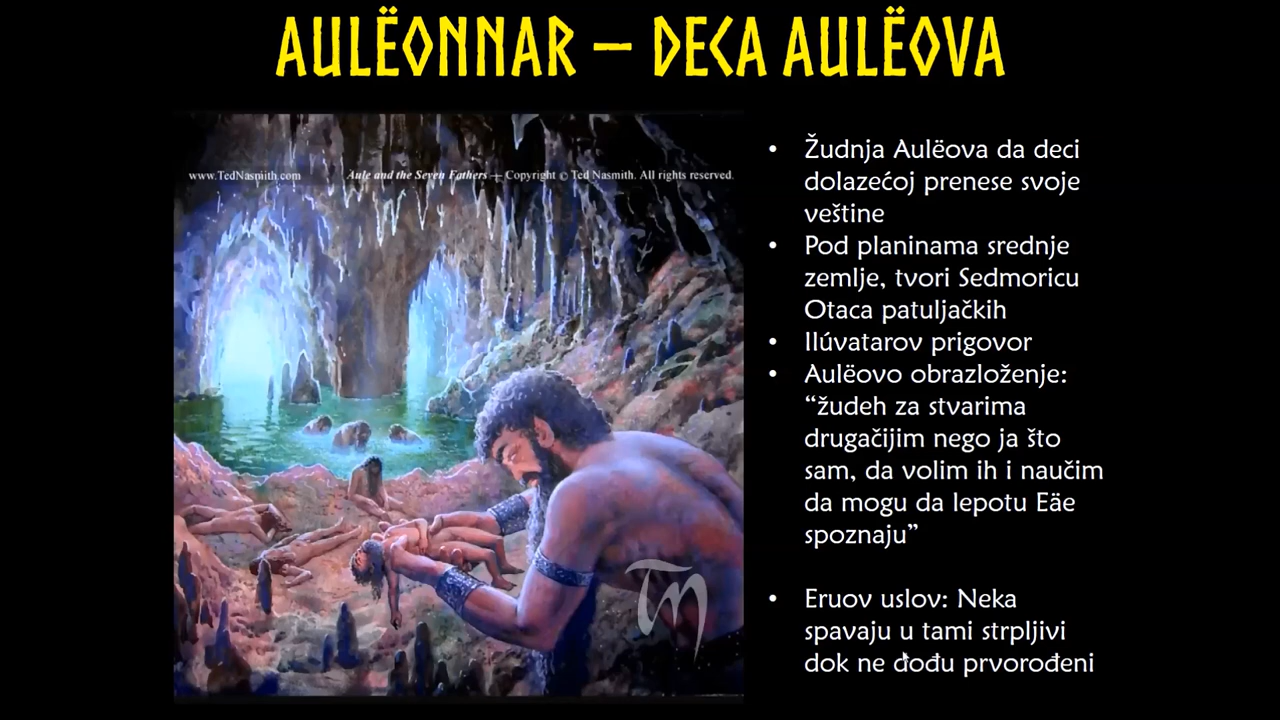 AULËONNAR – DECA AULËOVA
www.TedNasmith.com Aule and the Seven Fathers — Copyright © Ted Nasmith. All rights reserved.
• Žudnja Aulëova da deci
dolazećoj prenese svoje
veštine
• Pod planinama srednje
zemlje, tvori Sedmoricu
Otaca patuljačkih
• Ilúvatarov prigovor
• Aulëovo obrazloženje:
“žudeh za stvarima
drugačijim nego ja što
sam, da volim ih i naučim
da mogu da lepotu Eäe
spoznaju”
• Eruov uslov: Neka
spavaju u tami strpljivi
dok ne dođu prvorođeni
TN